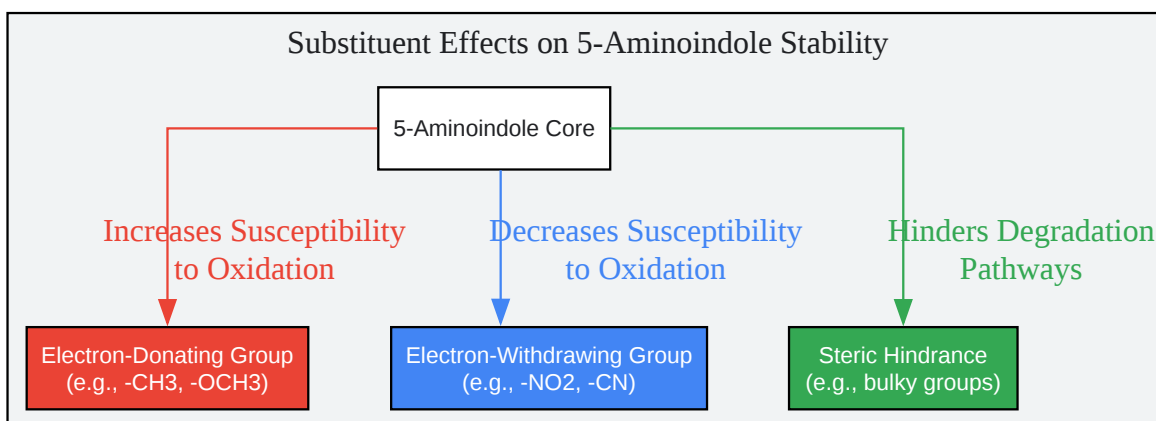 Substituent Effects on 5-Aminoindole Stability
5-Aminoindole Core
Increases Susceptibility
to Oxidation
Decreases Susceptibility
to Oxidation
Hinders Degradation
Pathways
Electron-Donating Group
(e.g., -CH3, -OCH3)
Electron-Withdrawing Group
(e.g., -NO2, -CN)
Steric Hindrance
(e.g., bulky groups)